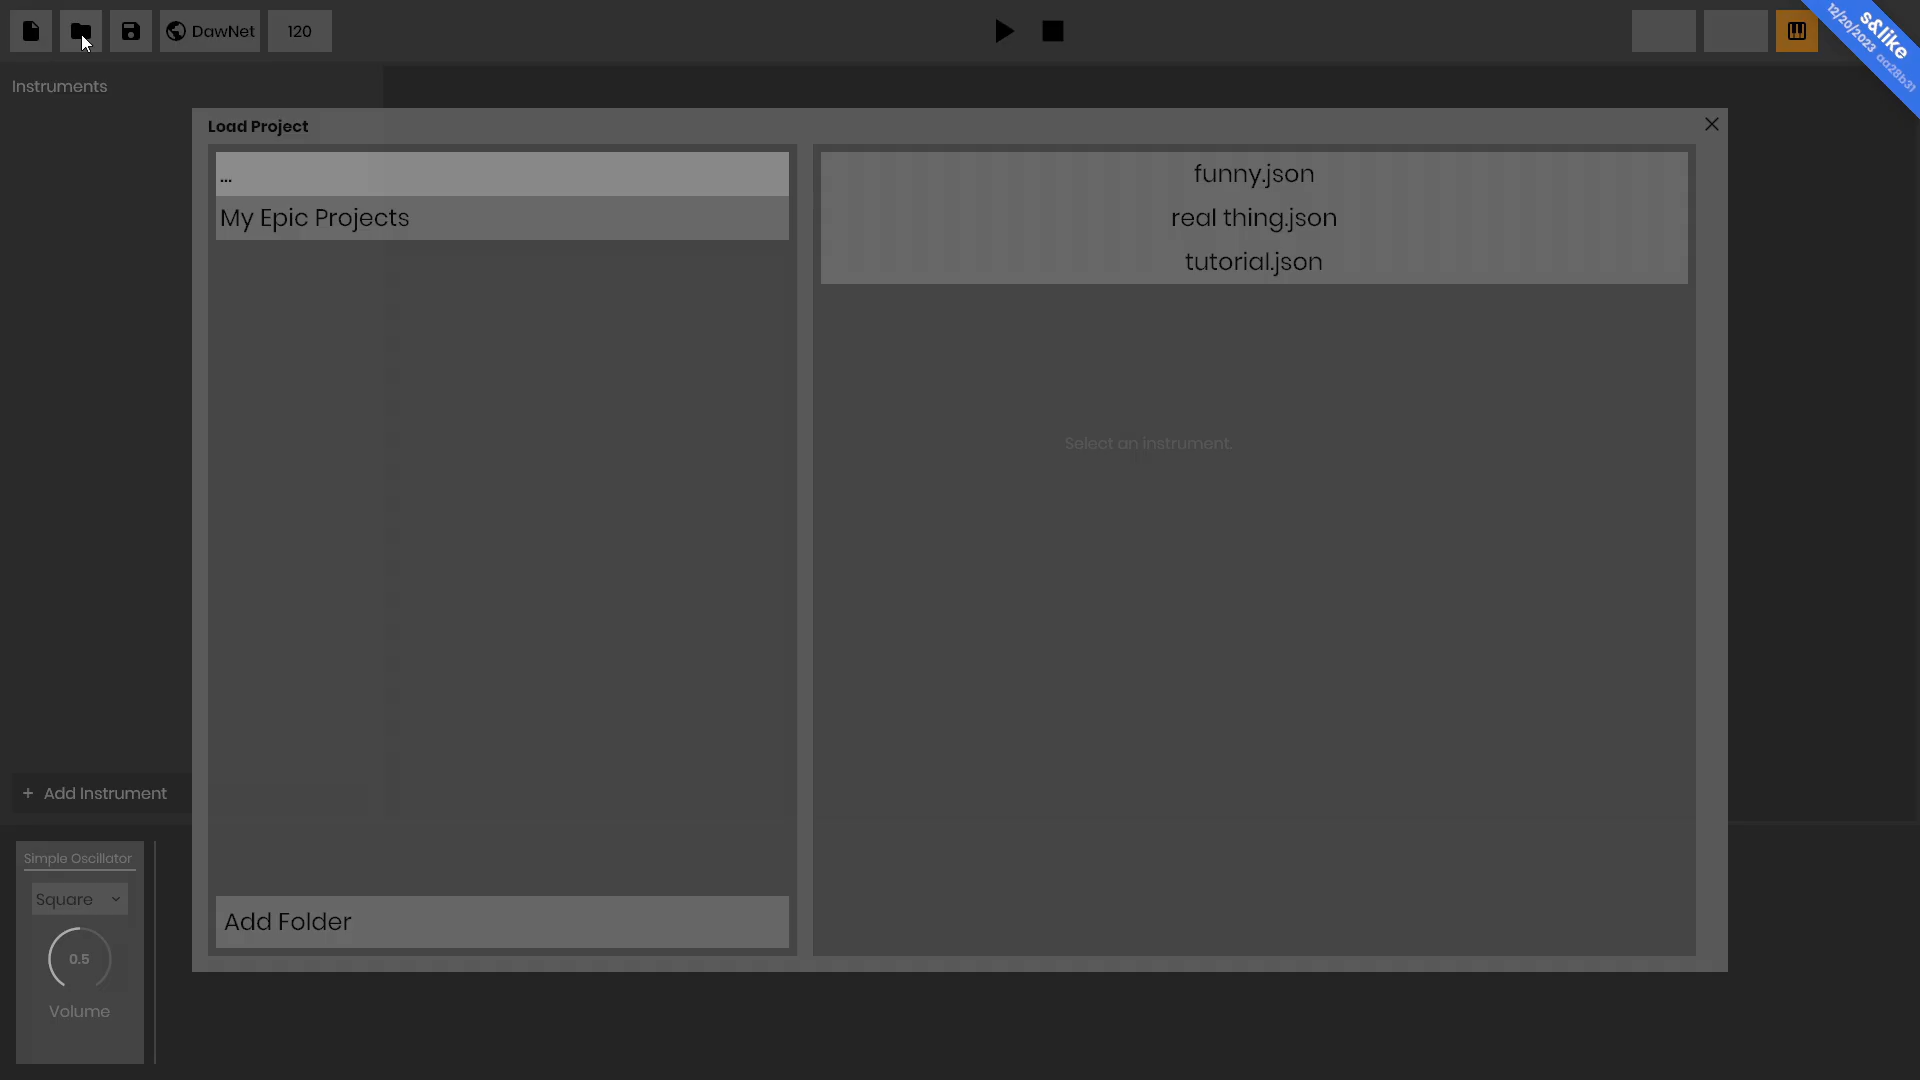 DawNet
120
s&like
12/20/2023 aa28b31
Instruments
Load Project
...
My Epic Projects
funny.json
real thing.json
tutorial.json
Select an instrument.
+ Add Instrument
Add Folder
Simple Oscillator
Square
0.5
Volume